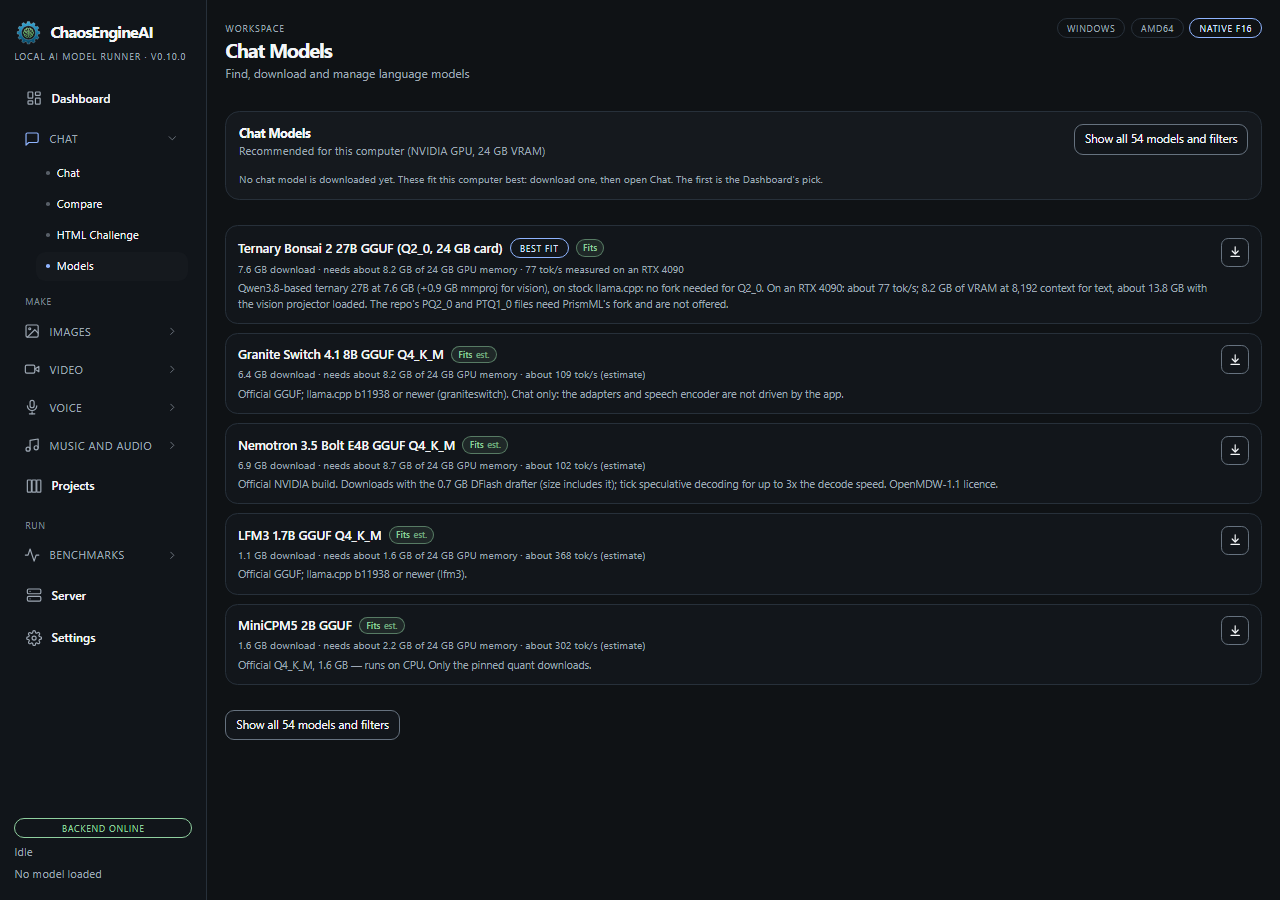 ChaosEngineAI
LOCAL AI MODEL RUNNER · V0.10.0
Dashboard
CHAT
Chat
Compare
HTML Challenge
Models
MAKE
IMAGES
VIDEO
VOICE
MUSIC AND AUDIO
Projects
RUN
BENCHMARKS
Server
Settings
BACKEND ONLINE
Idle
No model loaded
WORKSPACE
Chat Models
Find, download and manage language models
WINDOWS
AMD64
NATIVE F16
Chat Models
Recommended for this computer (NVIDIA GPU, 24 GB VRAM)
No chat model is downloaded yet. These fit this computer best: download one, then open Chat. The first is the Dashboard's pick.
Show all 54 models and filters
Ternary Bonsai 2 27B GGUF (Q2_0, 24 GB card) BEST FIT Fits
7.6 GB download · needs about 8.2 GB of 24 GB GPU memory · 77 tok/s measured on an RTX 4090
Qwen3.8-based ternary 27B at 7.6 GB (+0.9 GB mmproj for vision), on stock llama.cpp: no fork needed for Q2_0. On an RTX 4090: about 77 tok/s; 8.2 GB of VRAM at 8,192 context for text, about 13.8 GB with
the vision projector loaded. The repo's PQ2_0 and PTQ1_0 files need PrismML's fork and are not offered.
Granite Switch 4.1 8B GGUF Q4_K_M Fits est.
6.4 GB download · needs about 8.2 GB of 24 GB GPU memory · about 109 tok/s (estimate)
Official GGUF; llama.cpp b11938 or newer (graniteswitch). Chat only: the adapters and speech encoder are not driven by the app.
Nemotron 3.5 Bolt E4B GGUF Q4_K_M Fits est.
6.9 GB download · needs about 8.7 GB of 24 GB GPU memory · about 102 tok/s (estimate)
Official NVIDIA build. Downloads with the 0.7 GB DFlash drafter (size includes it); tick speculative decoding for up to 3x the decode speed. OpenMDW-1.1 licence.
LFM3 1.7B GGUF Q4_K_M Fits est.
1.1 GB download · needs about 1.6 GB of 24 GB GPU memory · about 368 tok/s (estimate)
Official GGUF; llama.cpp b11938 or newer (lfm3).
MiniCPM5 2B GGUF Fits est.
1.6 GB download · needs about 2.2 GB of 24 GB GPU memory · about 302 tok/s (estimate)
Official Q4_K_M, 1.6 GB — runs on CPU. Only the pinned quant downloads.
Show all 54 models and filters